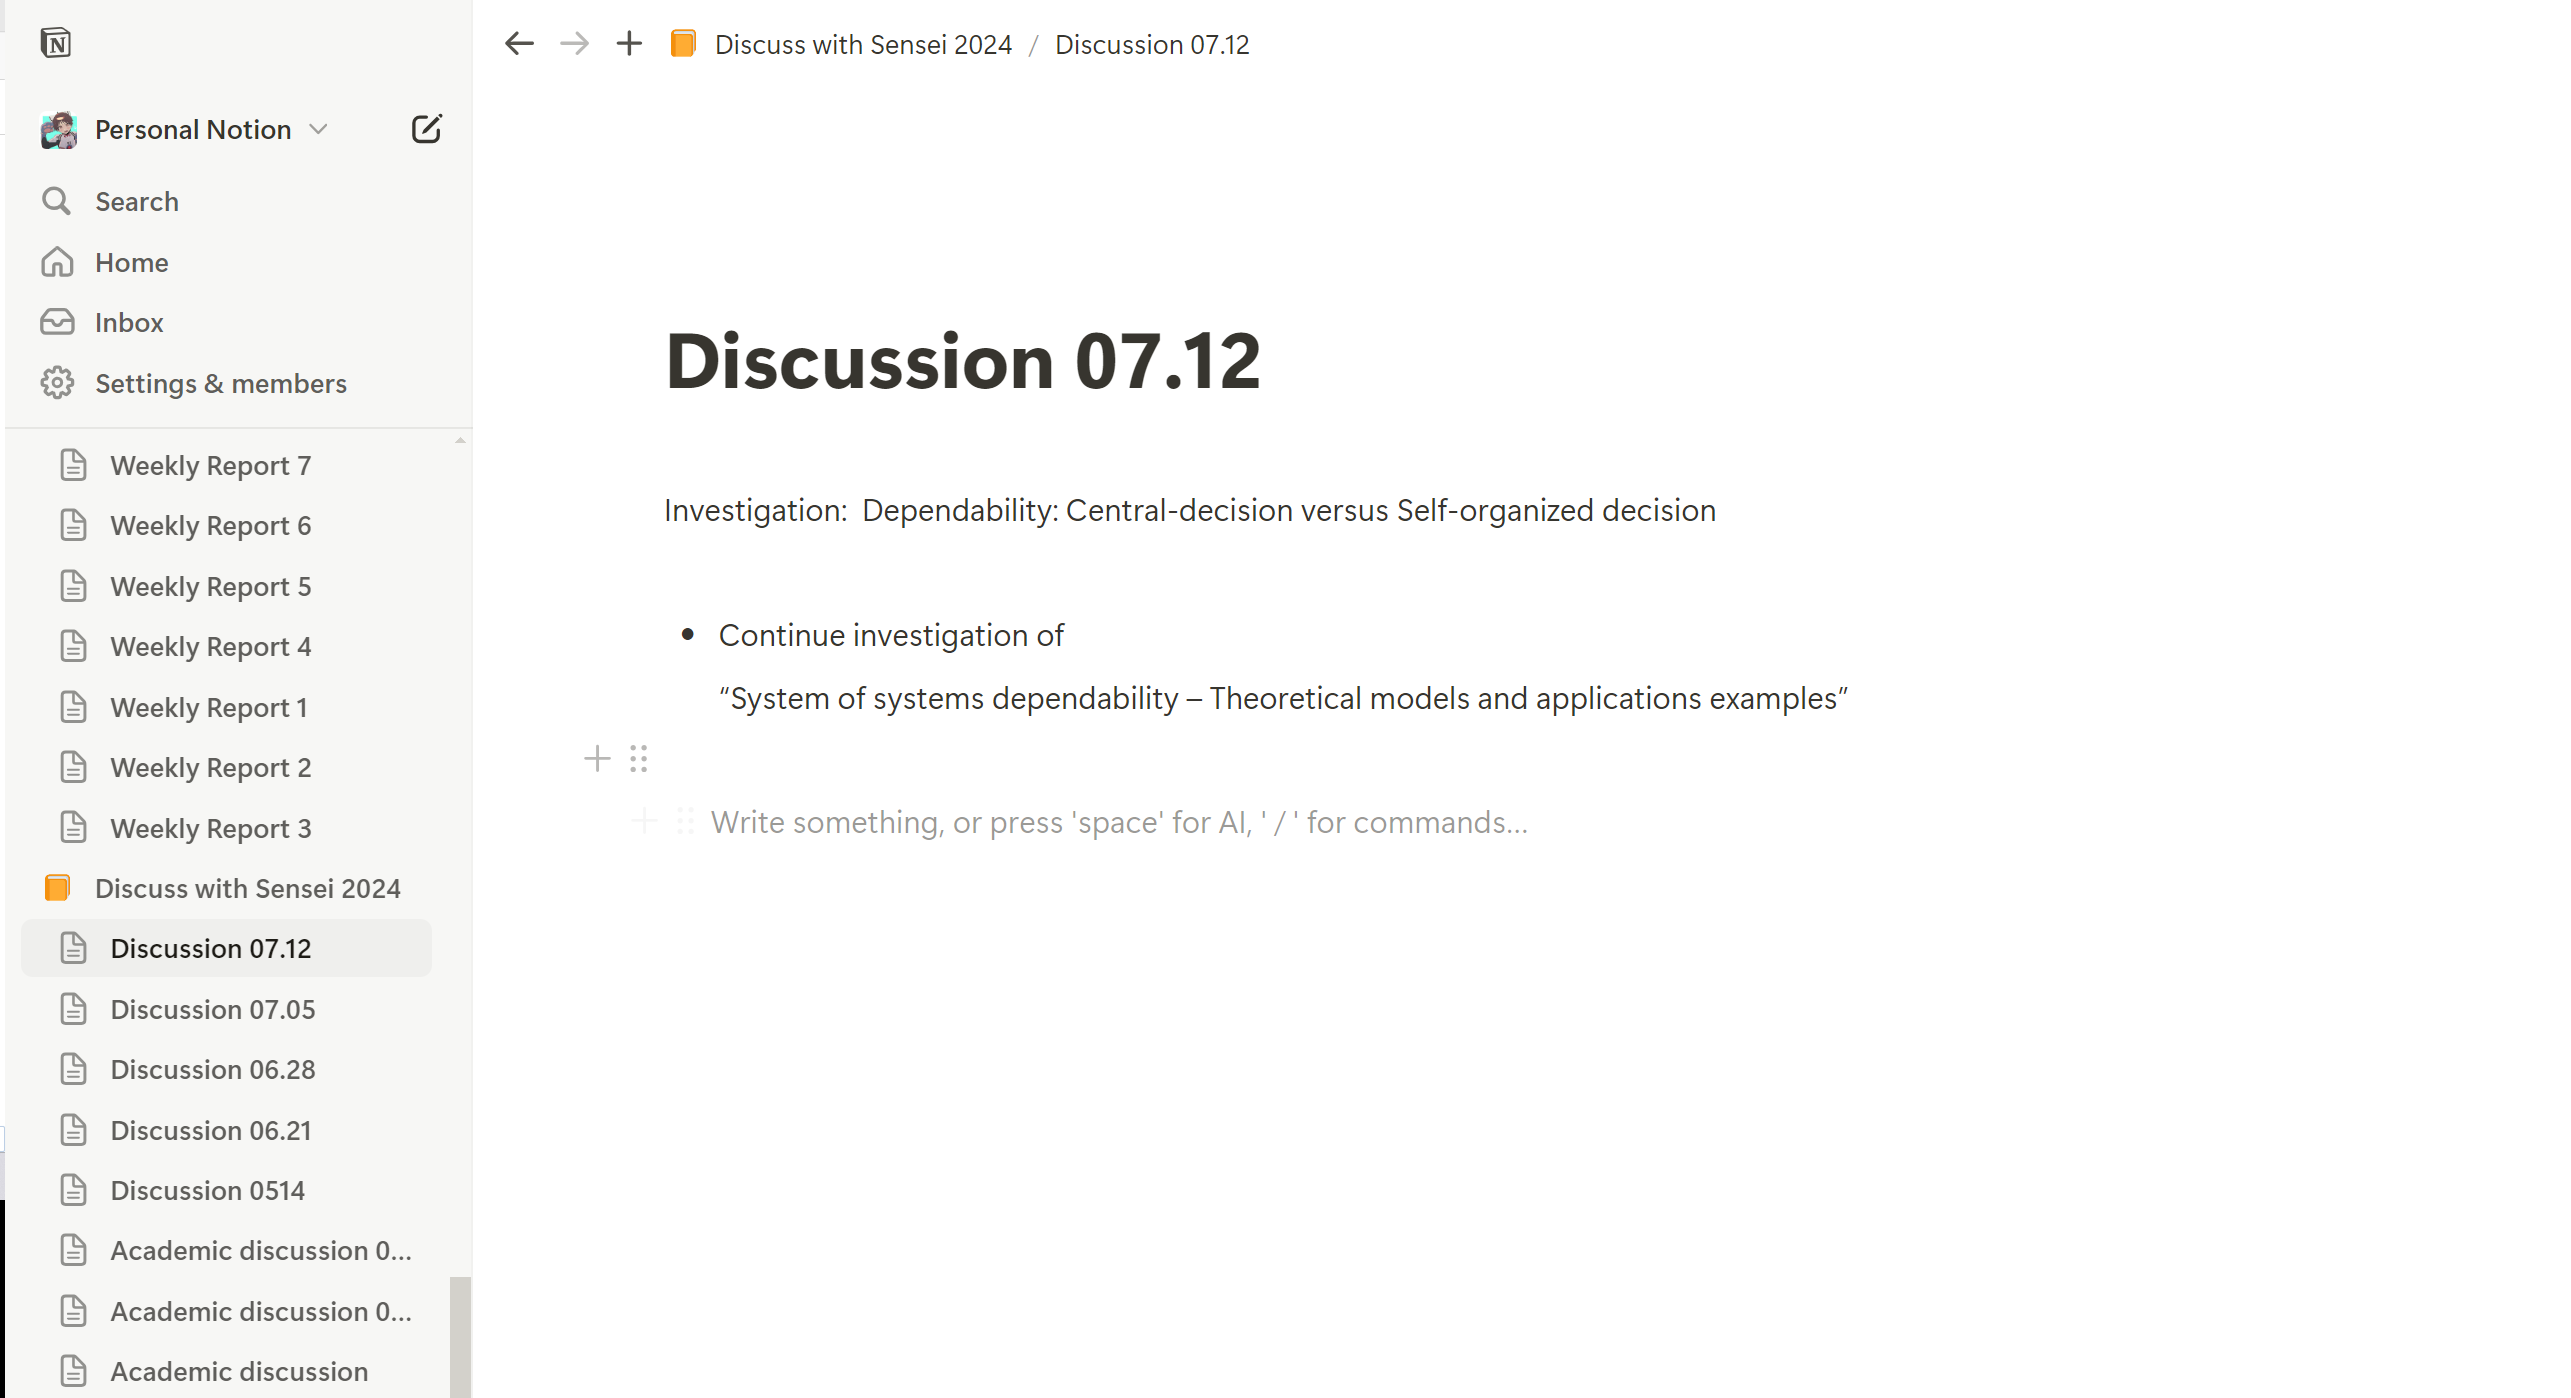 Personal Notion
Search
Home
Inbox
Settings & members
Weekly Report 7
Weekly Report 6
Weekly Report 5
Weekly Report 4
Weekly Report 1
Weekly Report 2
Weekly Report 3
Discuss with Sensei 2024
Discussion 07.12
Discussion 07.05
Discussion 06.28
Discussion 06.21
Discussion 0514
Academic discussion 0...
Academic discussion 0...
Academic discussion
Discuss with Sensei 2024 / Discussion 07.12
Discussion 07.12
Investigation: Dependability: Central-decision versus Self-organized decision
• Continue investigation of
“System of systems dependability – Theoretical models and applications examples”
Write something, or press 'space' for AI, ' / ' for commands...